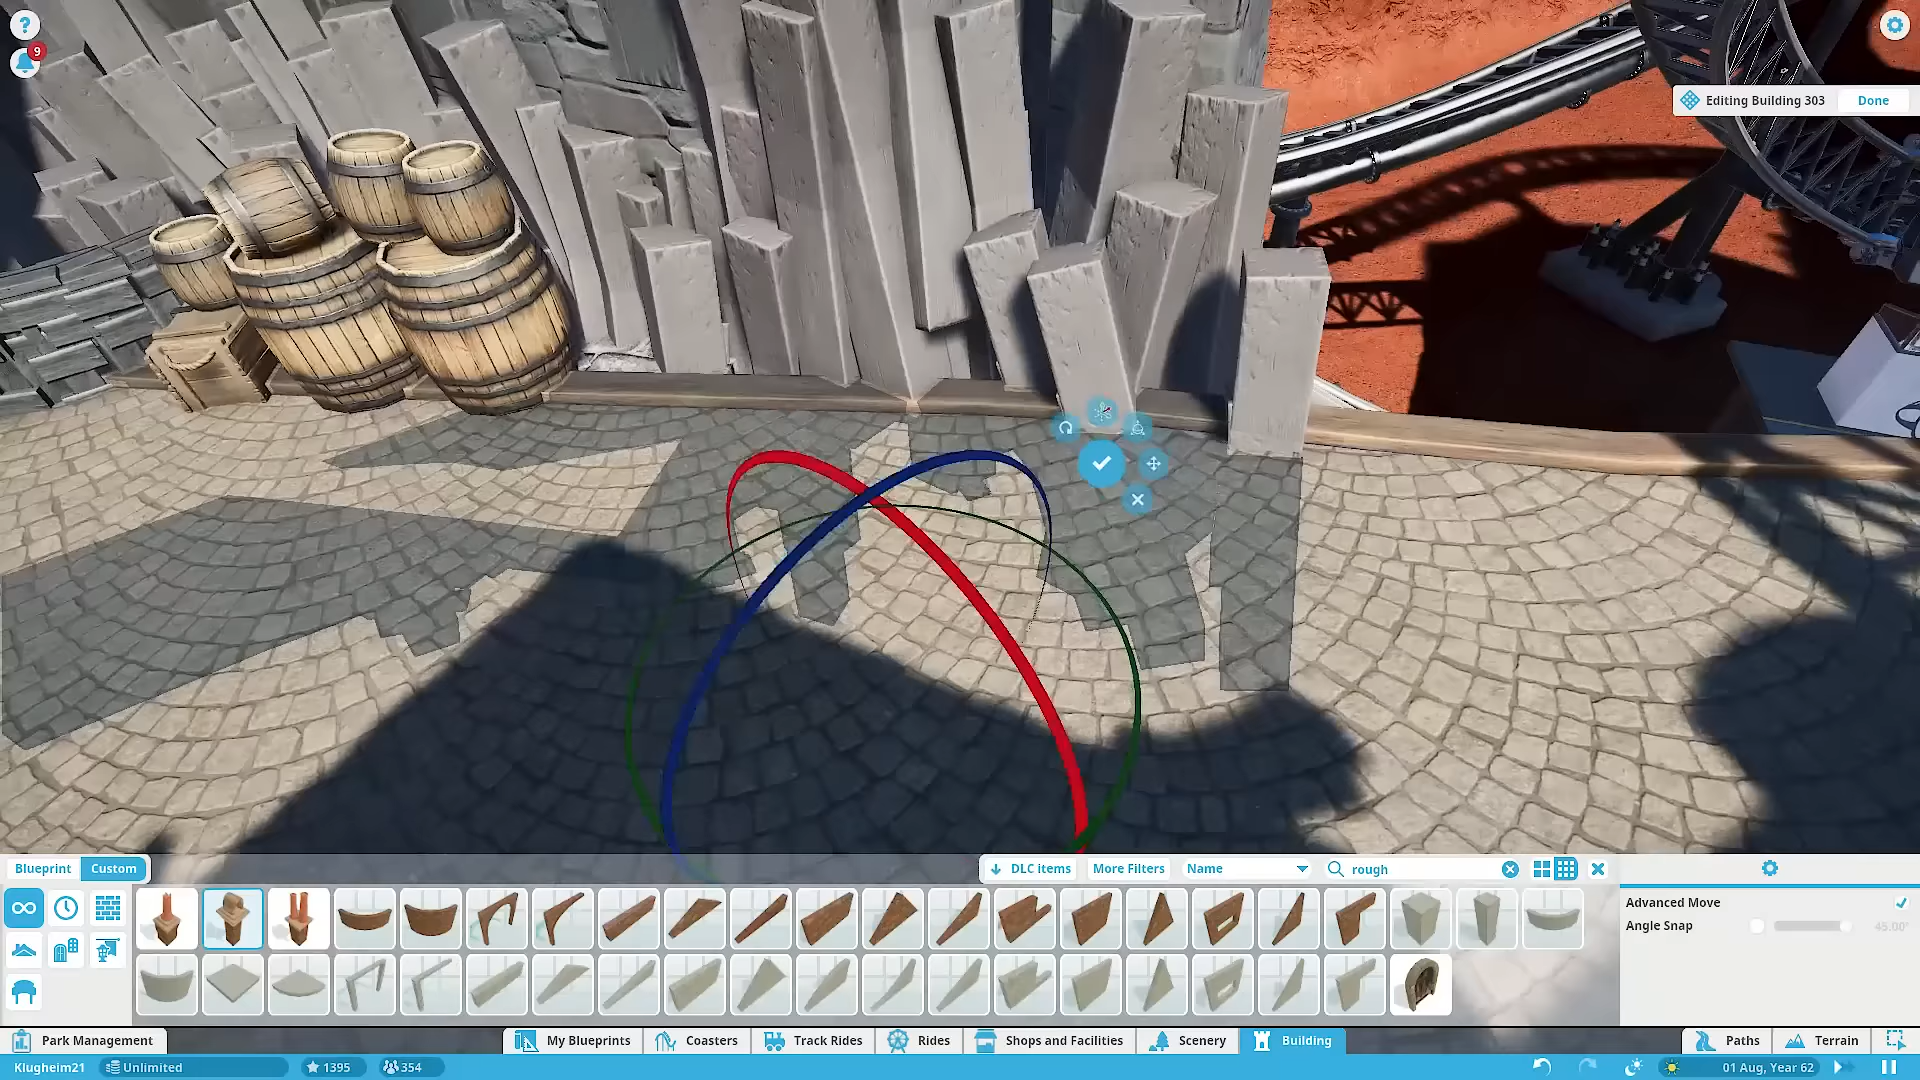 ?
9
Editing Building 303
Done
Blueprint
Custom
DLC items
More Filters
Name
rough
Advanced Move
Angle Snap
45.00°
Park Management
My Blueprints
Coasters
Track Rides
Rides
Shops and Facilities
Scenery
Building
Paths
Terrain
Klugheim21
Unlimited
1395
354
01 Aug, Year 62